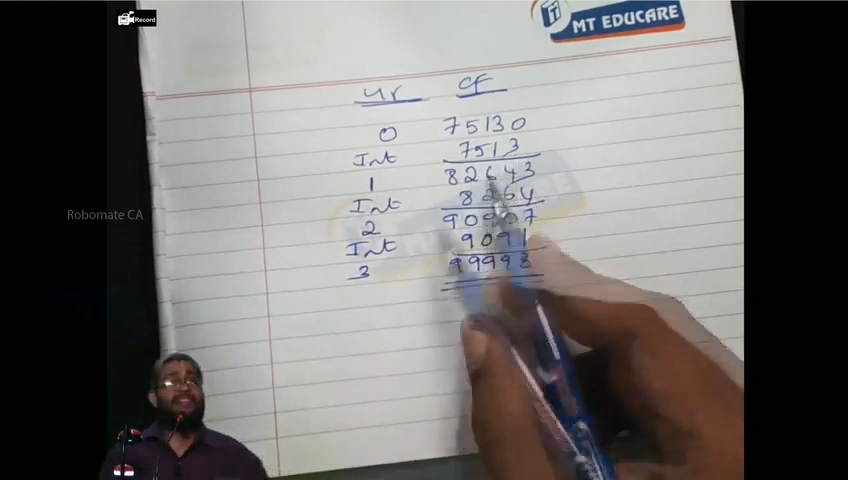 Record
MT EDUCARE
Robomate CA
Yr CF
0 75130
Int 7513
1 82643
Int 8264
2 90907
Int 9091
3 99998